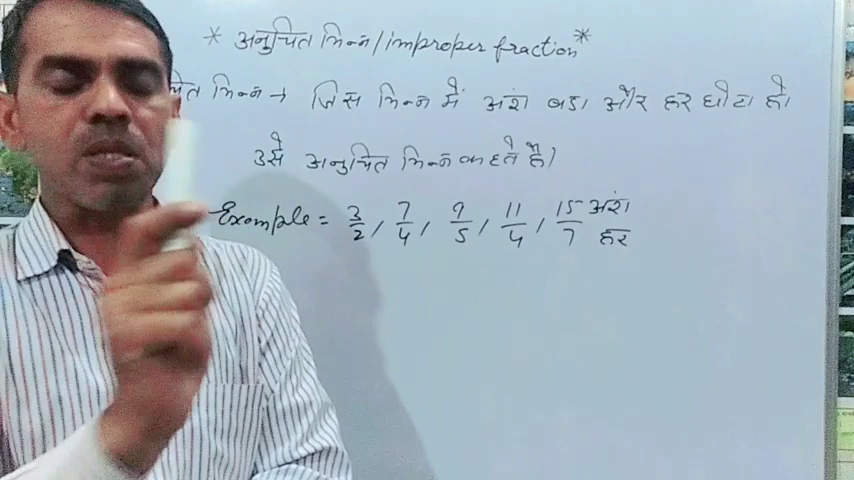 * अनुचित भिन्न/improper fraction*
भिन्न → जिस भिन्न में अंश बडा और हर छोटा हो।
उसे अनुचित भिन्न कहते है।
Example = 3/2, 7/4, 9/5, 11/4, 15/7 अंश/हर